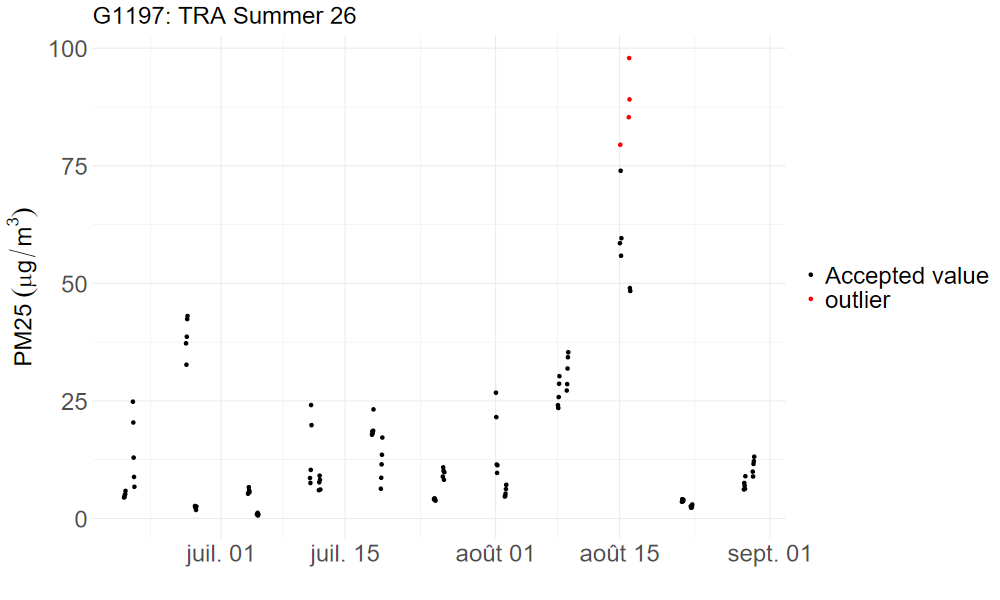 G1197: TRA Summer 26
100
75
50
25
0
PM25 (μg/m³)
juil. 01
juil. 15
août 01
août 15
sept. 01
Accepted value
outlier